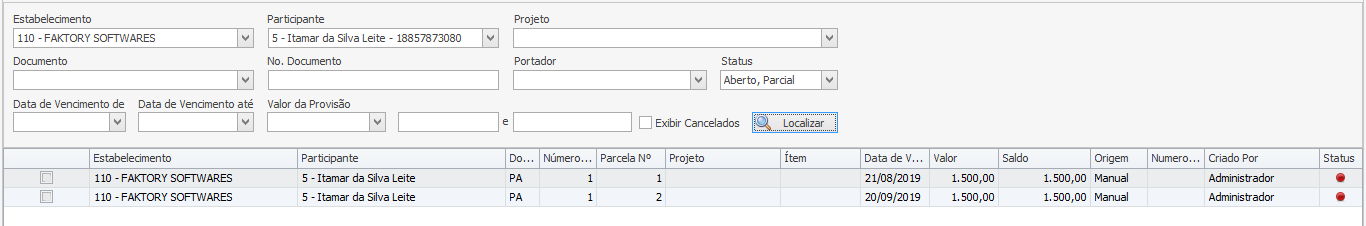 Estabelecimento Participante Projeto
110 - FAKTORY SOFTWARES 5 - Itamar da Silva Leite - 18857873080
Documento No. Documento Portador Status
Aberto, Parcial
Data de Vencimento de Data de Vencimento até Valor da Provisão
e Exibir Cancelados Localizar
Estabelecimento Participante Do... Número... Parcela Nº Projeto Ítem Data de V... Valor Saldo Origem Numero... Criado Por Status
110 - FAKTORY SOFTWARES 5 - Itamar da Silva Leite PA 1 1 21/08/2019 1.500,00 1.500,00 Manual Administrador
110 - FAKTORY SOFTWARES 5 - Itamar da Silva Leite PA 1 2 20/09/2019 1.500,00 1.500,00 Manual Administrador